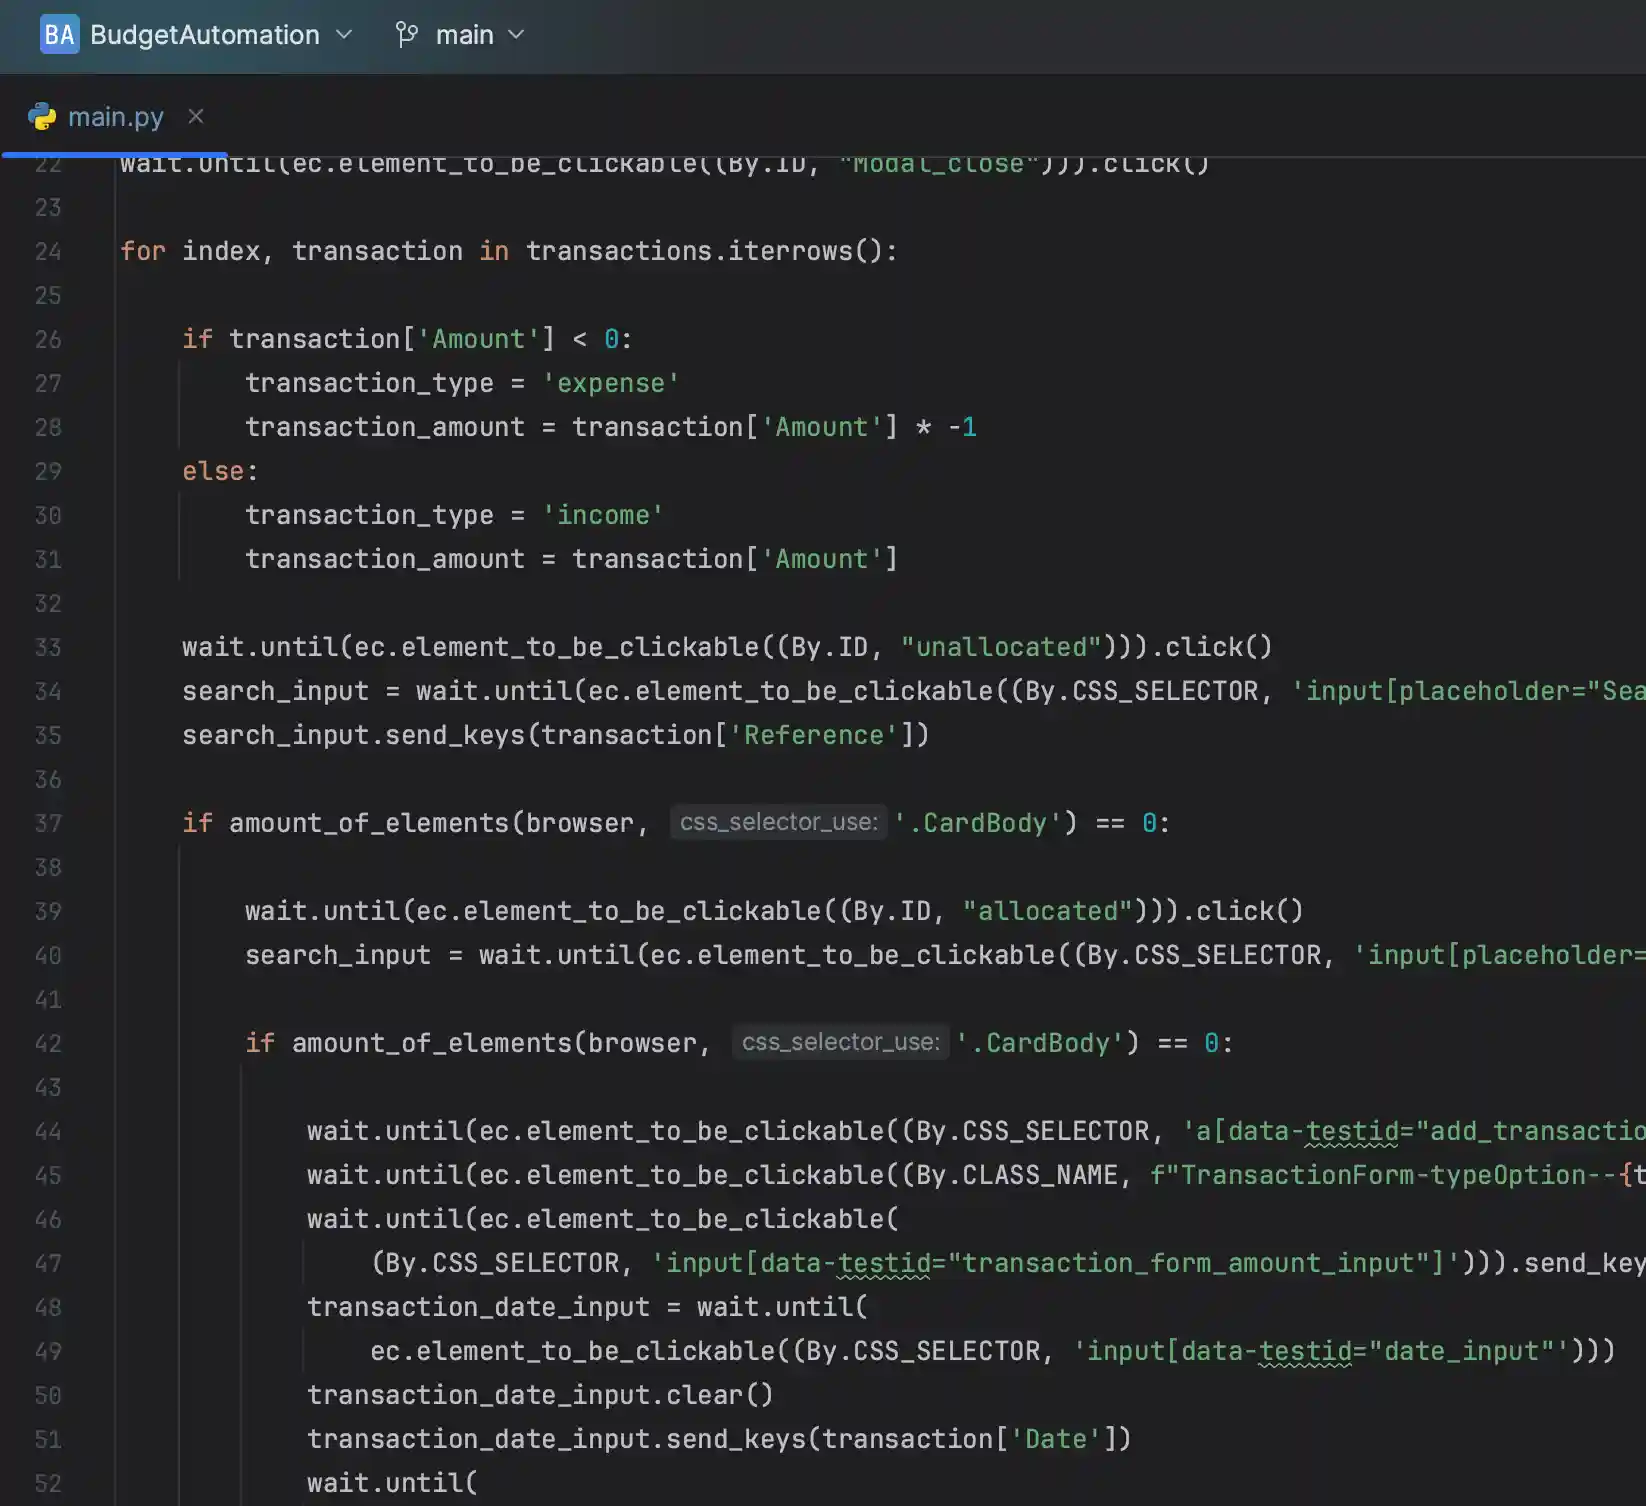 BA BudgetAutomation main
main.py
22 wait.until(ec.element_to_be_clickable((By.ID, "Modal_close"))).click()
23
24 for index, transaction in transactions.iterrows():
25
26 if transaction['Amount'] < 0:
27 transaction_type = 'expense'
28 transaction_amount = transaction['Amount'] * -1
29 else:
30 transaction_type = 'income'
31 transaction_amount = transaction['Amount']
32
33 wait.until(ec.element_to_be_clickable((By.ID, "unallocated"))).click()
34 search_input = wait.until(ec.element_to_be_clickable((By.CSS_SELECTOR, 'input[placeholder="Sea
35 search_input.send_keys(transaction['Reference'])
36
37 if amount_of_elements(browser, css_selector_use: '.CardBody') == 0:
38
39 wait.until(ec.element_to_be_clickable((By.ID, "allocated"))).click()
40 search_input = wait.until(ec.element_to_be_clickable((By.CSS_SELECTOR, 'input[placeholder=
41
42 if amount_of_elements(browser, css_selector_use: '.CardBody') == 0:
43
44 wait.until(ec.element_to_be_clickable((By.CSS_SELECTOR, 'a[data-testid="add_transactio
45 wait.until(ec.element_to_be_clickable((By.CLASS_NAME, f"TransactionForm-typeOption--{t
46 wait.until(ec.element_to_be_clickable(
47 (By.CSS_SELECTOR, 'input[data-testid="transaction_form_amount_input"]'))).send_key
48 transaction_date_input = wait.until(
49 ec.element_to_be_clickable((By.CSS_SELECTOR, 'input[data-testid="date_input"')))
50 transaction_date_input.clear()
51 transaction_date_input.send_keys(transaction['Date'])
52 wait.until(